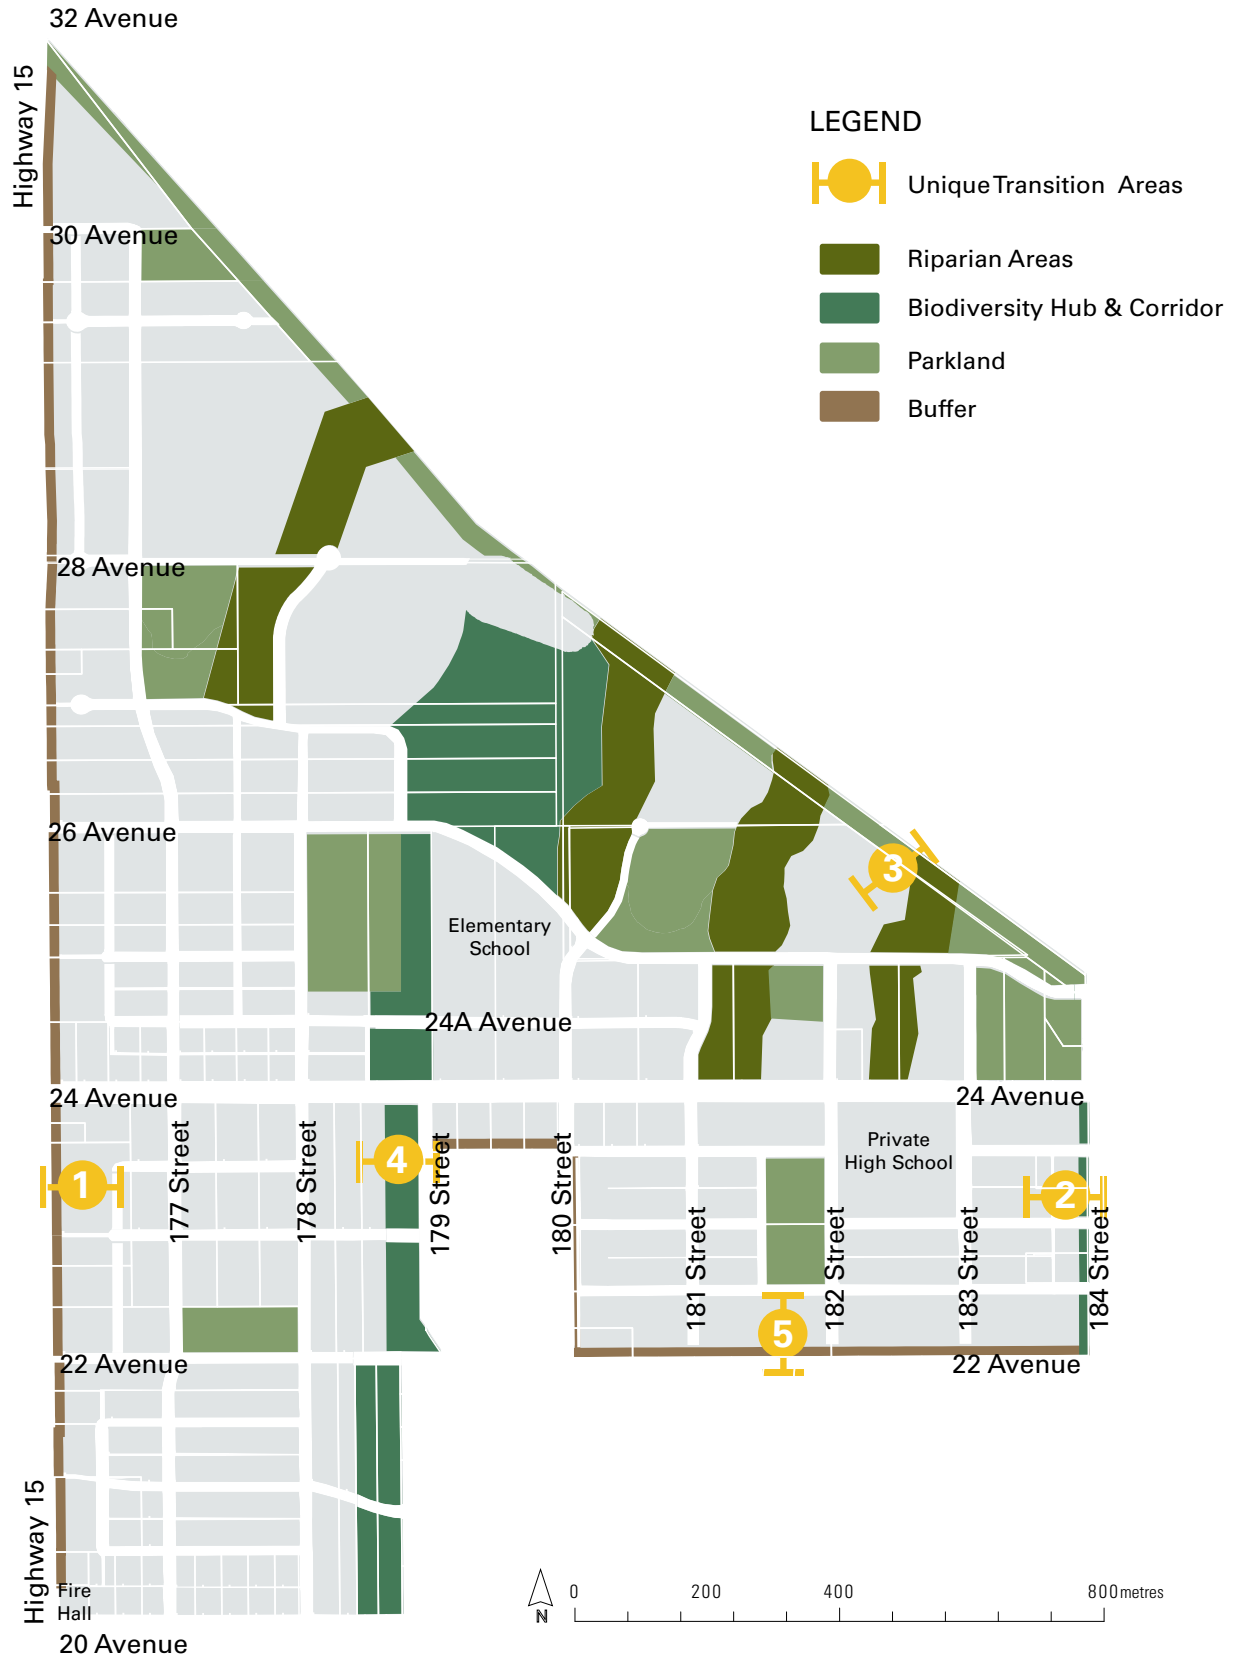 32 Avenue
Highway 15
LEGEND
Unique Transition Areas
Riparian Areas
Biodiversity Hub & Corridor
Parkland
Buffer
30 Avenue
28 Avenue
26 Avenue
3
Elementary
School
24A Avenue
24 Avenue
24 Avenue
1
4
2
177 Street
178 Street
179 Street
180 Street
Private
High School
181 Street
182 Street
183 Street
184 Street
5
22 Avenue
22 Avenue
Highway 15
Fire
Hall
20 Avenue
N
0 200 400 800 metres